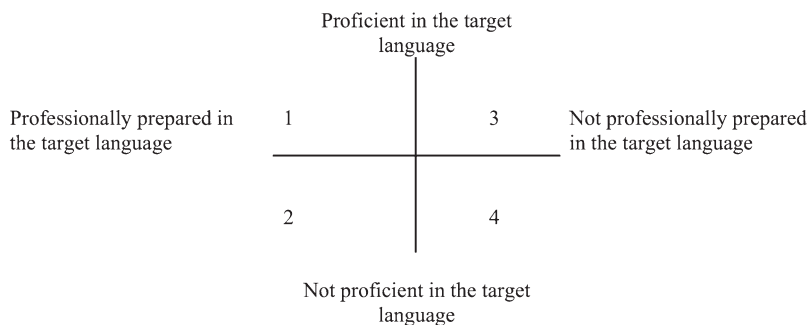 Proficient in the target
language
Professionally prepared in
the target language
1
3
Not professionally prepared
in the target language
2
4
Not proficient in the target
language